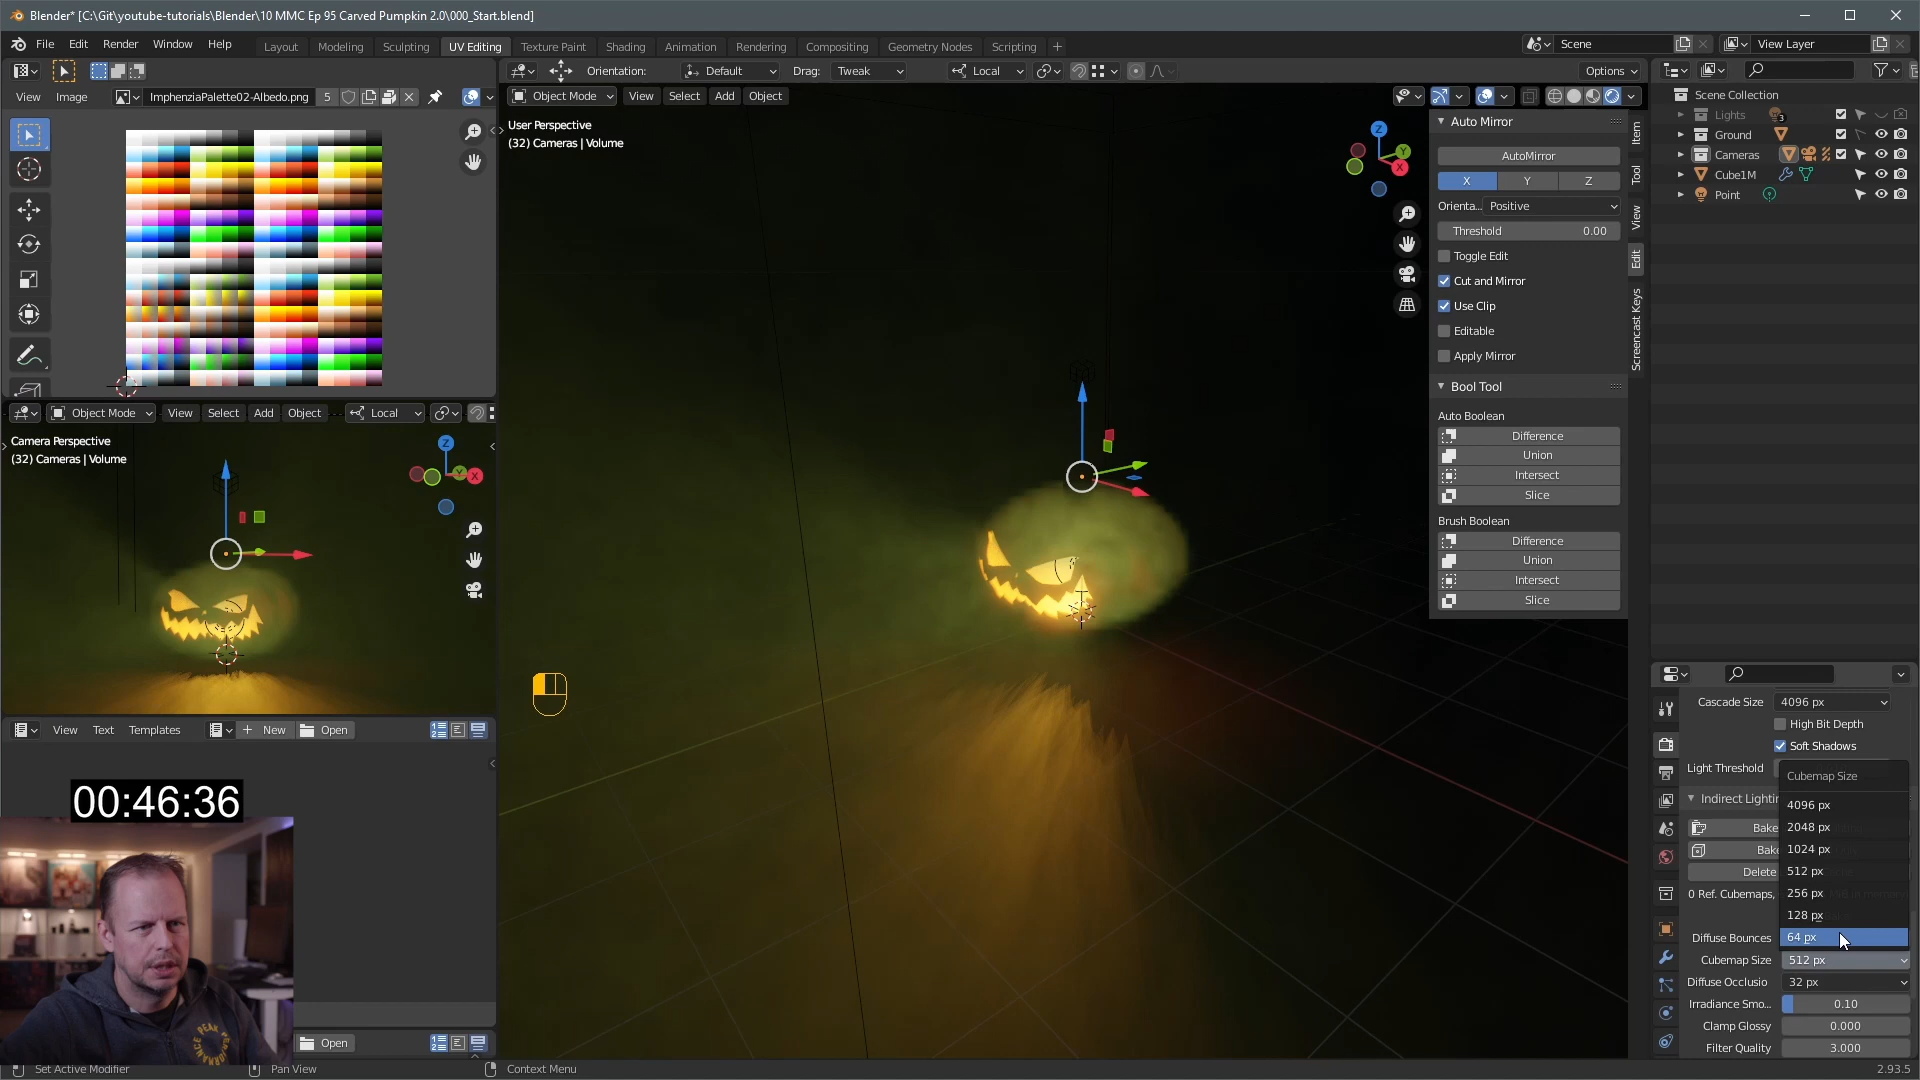 Blender* [C:\Git\youtube-tutorials\Blender\10 MMC Ep 95 Carved Pumpkin 2.0\000_Start.blend]
File Edit Render Window Help Layout Modeling Sculpting UV Editing Texture Paint Shading Animation Rendering Compositing Geometry Nodes Scripting + Scene View Layer
Orientation: Default Drag: Tweak Local Options
View Image ImphenziaPalette02-Albedo.png 5 Object Mode View Select Add Object
User Perspective
(32) Cameras | Volume
Scene Collection
Lights 3
Ground
Cameras
Cube1M
Point
Auto Mirror
AutoMirror
X Y Z
Orienta... Positive
Threshold 0.00
Toggle Edit
Cut and Mirror
Use Clip
Editable
Apply Mirror
Bool Tool
Auto Boolean
Difference
Union
Intersect
Slice
Brush Boolean
Difference
Union
Intersect
Slice
Item
Tool
View
Edit
Screencast Keys
Z
Y
X
Object Mode View Select Add Object Local
Camera Perspective
(32) Cameras | Volume
Z
Y
X
View Text Templates + New Open
00:46:36
PEAK PERFORMANCE
Open
Cascade Size 4096 px
High Bit Depth
Soft Shadows
Light Threshold
Cubemap Size
Indirect Lightin
4096 px
Bake
2048 px
Bake
1024 px
Delete
512 px
0 Ref. Cubemaps,
256 px
128 px
Diffuse Bounces
64 px
Cubemap Size 512 px
Diffuse Occlusio 32 px
Irradiance Smo... 0.10
Clamp Glossy 0.000
Filter Quality 3.000
Set Active Modifier Pan View Context Menu 2.93.5